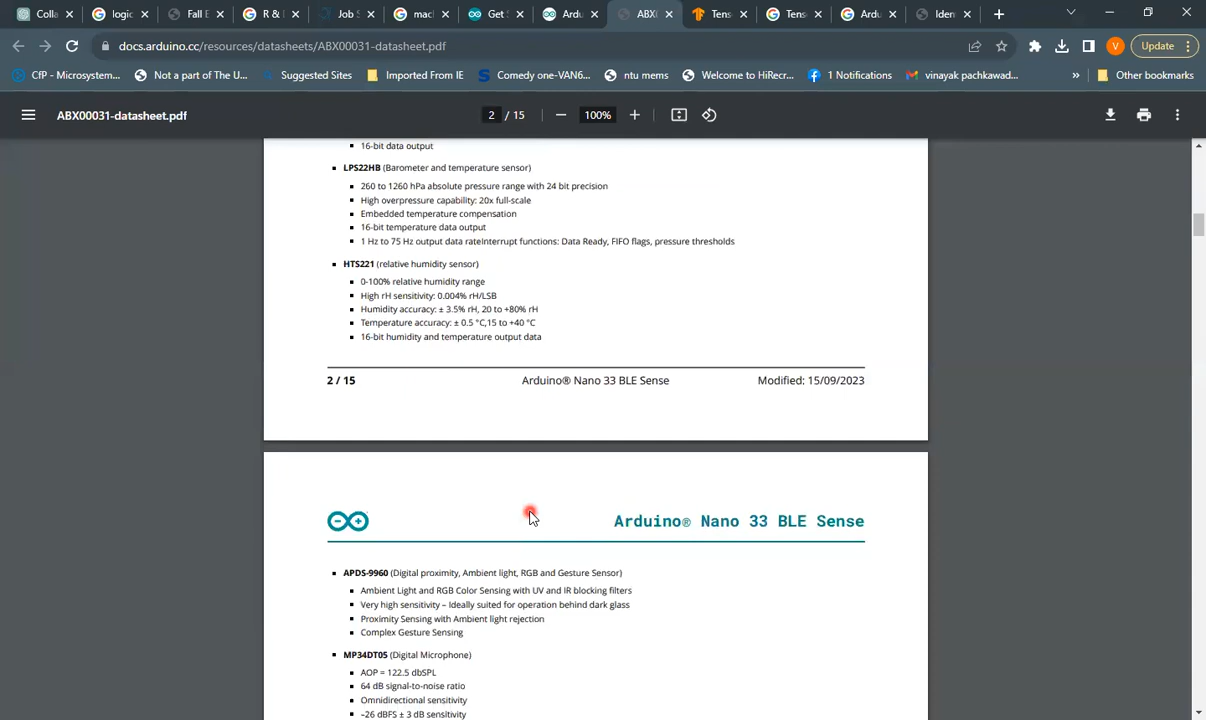 Colla
logic
Fall E
R & I
Job S
macl
Get S
Ardu
ABX
Tens
Tens
Ardu
Iden
docs.arduino.cc/resources/datasheets/ABX00031-datasheet.pdf
V
Update
CfP - Microsystem...
Not a part of The U...
Suggested Sites
Imported From IE
Comedy one-VAN6...
ntu mems
Welcome to HiRecr...
1 Notifications
vinayak pachkawad...
»
Other bookmarks
ABX00031-datasheet.pdf
2 / 15
100%
16-bit data output
LPS22HB (Barometer and temperature sensor)
260 to 1260 hPa absolute pressure range with 24 bit precision
High overpressure capability: 20x full-scale
Embedded temperature compensation
16-bit temperature data output
1 Hz to 75 Hz output data rateInterrupt functions: Data Ready, FIFO flags, pressure thresholds
HTS221 (relative humidity sensor)
0-100% relative humidity range
High rH sensitivity: 0.004% rH/LSB
Humidity accuracy: ± 3.5% rH, 20 to +80% rH
Temperature accuracy: ± 0.5 °C,15 to +40 °C
16-bit humidity and temperature output data
2 / 15
Arduino® Nano 33 BLE Sense
Modified: 15/09/2023
Arduino® Nano 33 BLE Sense
APDS-9960 (Digital proximity, Ambient light, RGB and Gesture Sensor)
Ambient Light and RGB Color Sensing with UV and IR blocking filters
Very high sensitivity – Ideally suited for operation behind dark glass
Proximity Sensing with Ambient light rejection
Complex Gesture Sensing
MP34DT05 (Digital Microphone)
AOP = 122.5 dbSPL
64 dB signal-to-noise ratio
Omnidirectional sensitivity
–26 dBFS ± 3 dB sensitivity